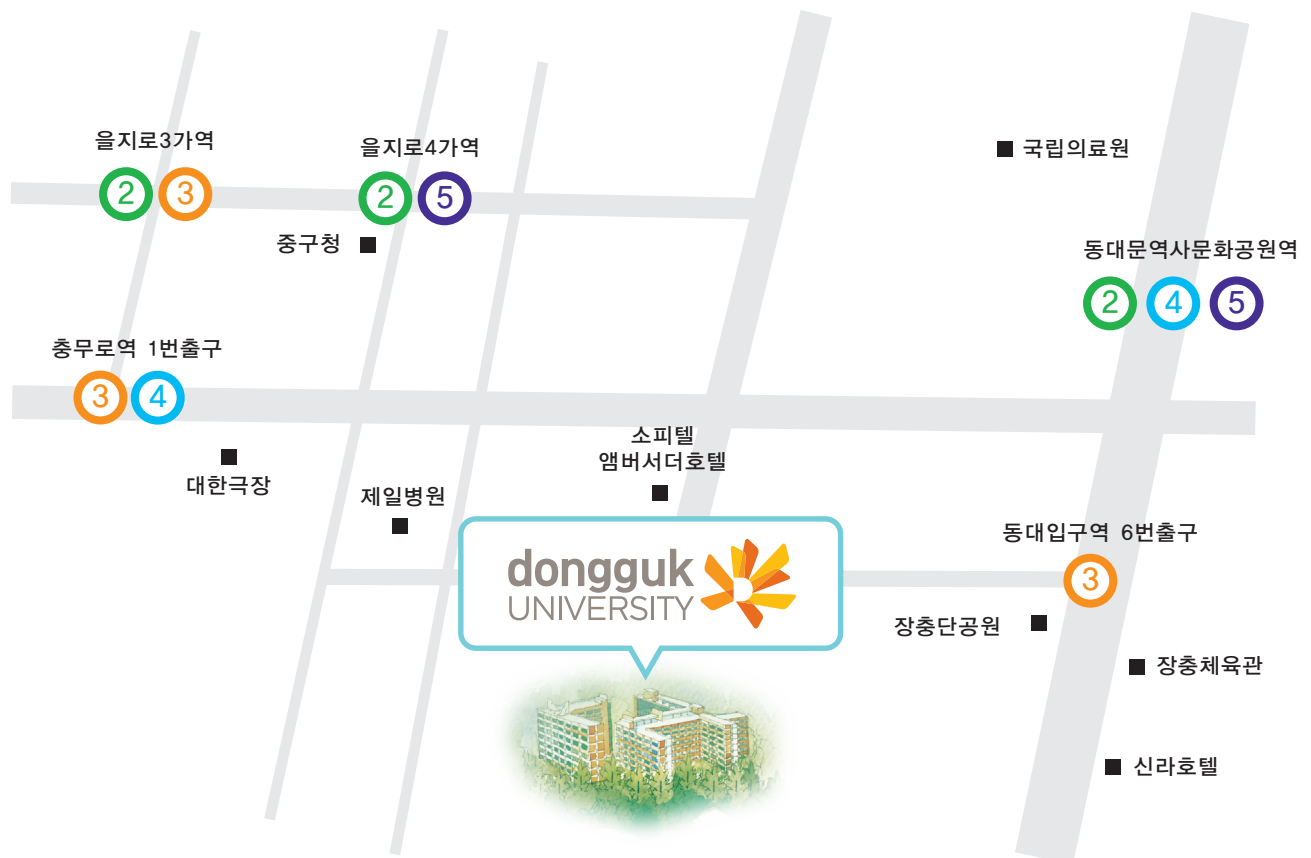 을지로3가역
2 3
을지로4가역
2 5
중구청
국립의료원
동대문역사문화공원역
2 4 5
충무로역 1번출구
3 4
대한극장
제일병원
소피텔
앰버서더호텔
dongguk
UNIVERSITY
동대입구역 6번출구
3
장충단공원
장충체육관
신라호텔